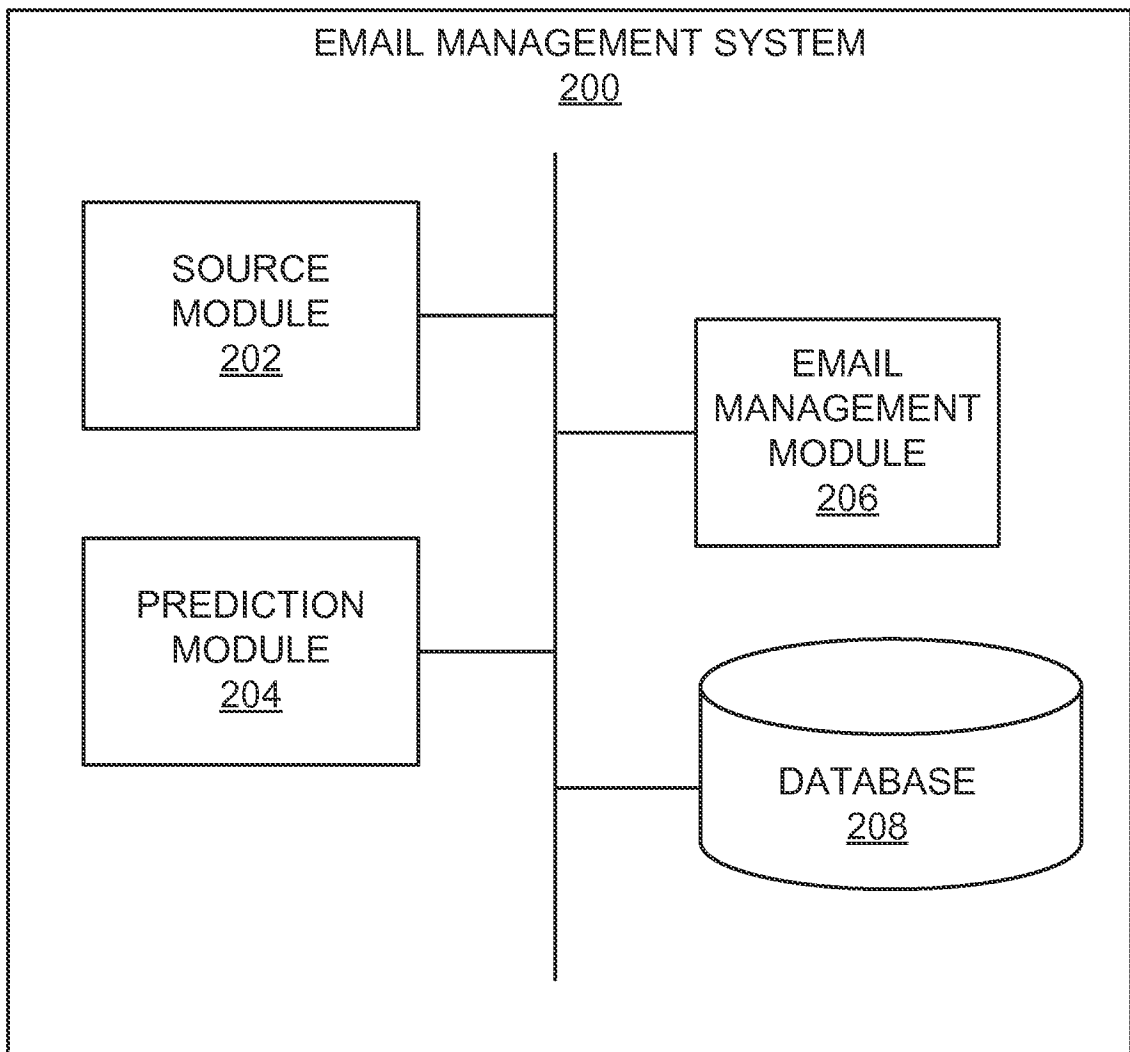 EMAIL MANAGEMENT SYSTEM
200
SOURCE
MODULE
202
EMAIL
MANAGEMENT
MODULE
206
PREDICTION
MODULE
204
DATABASE
208